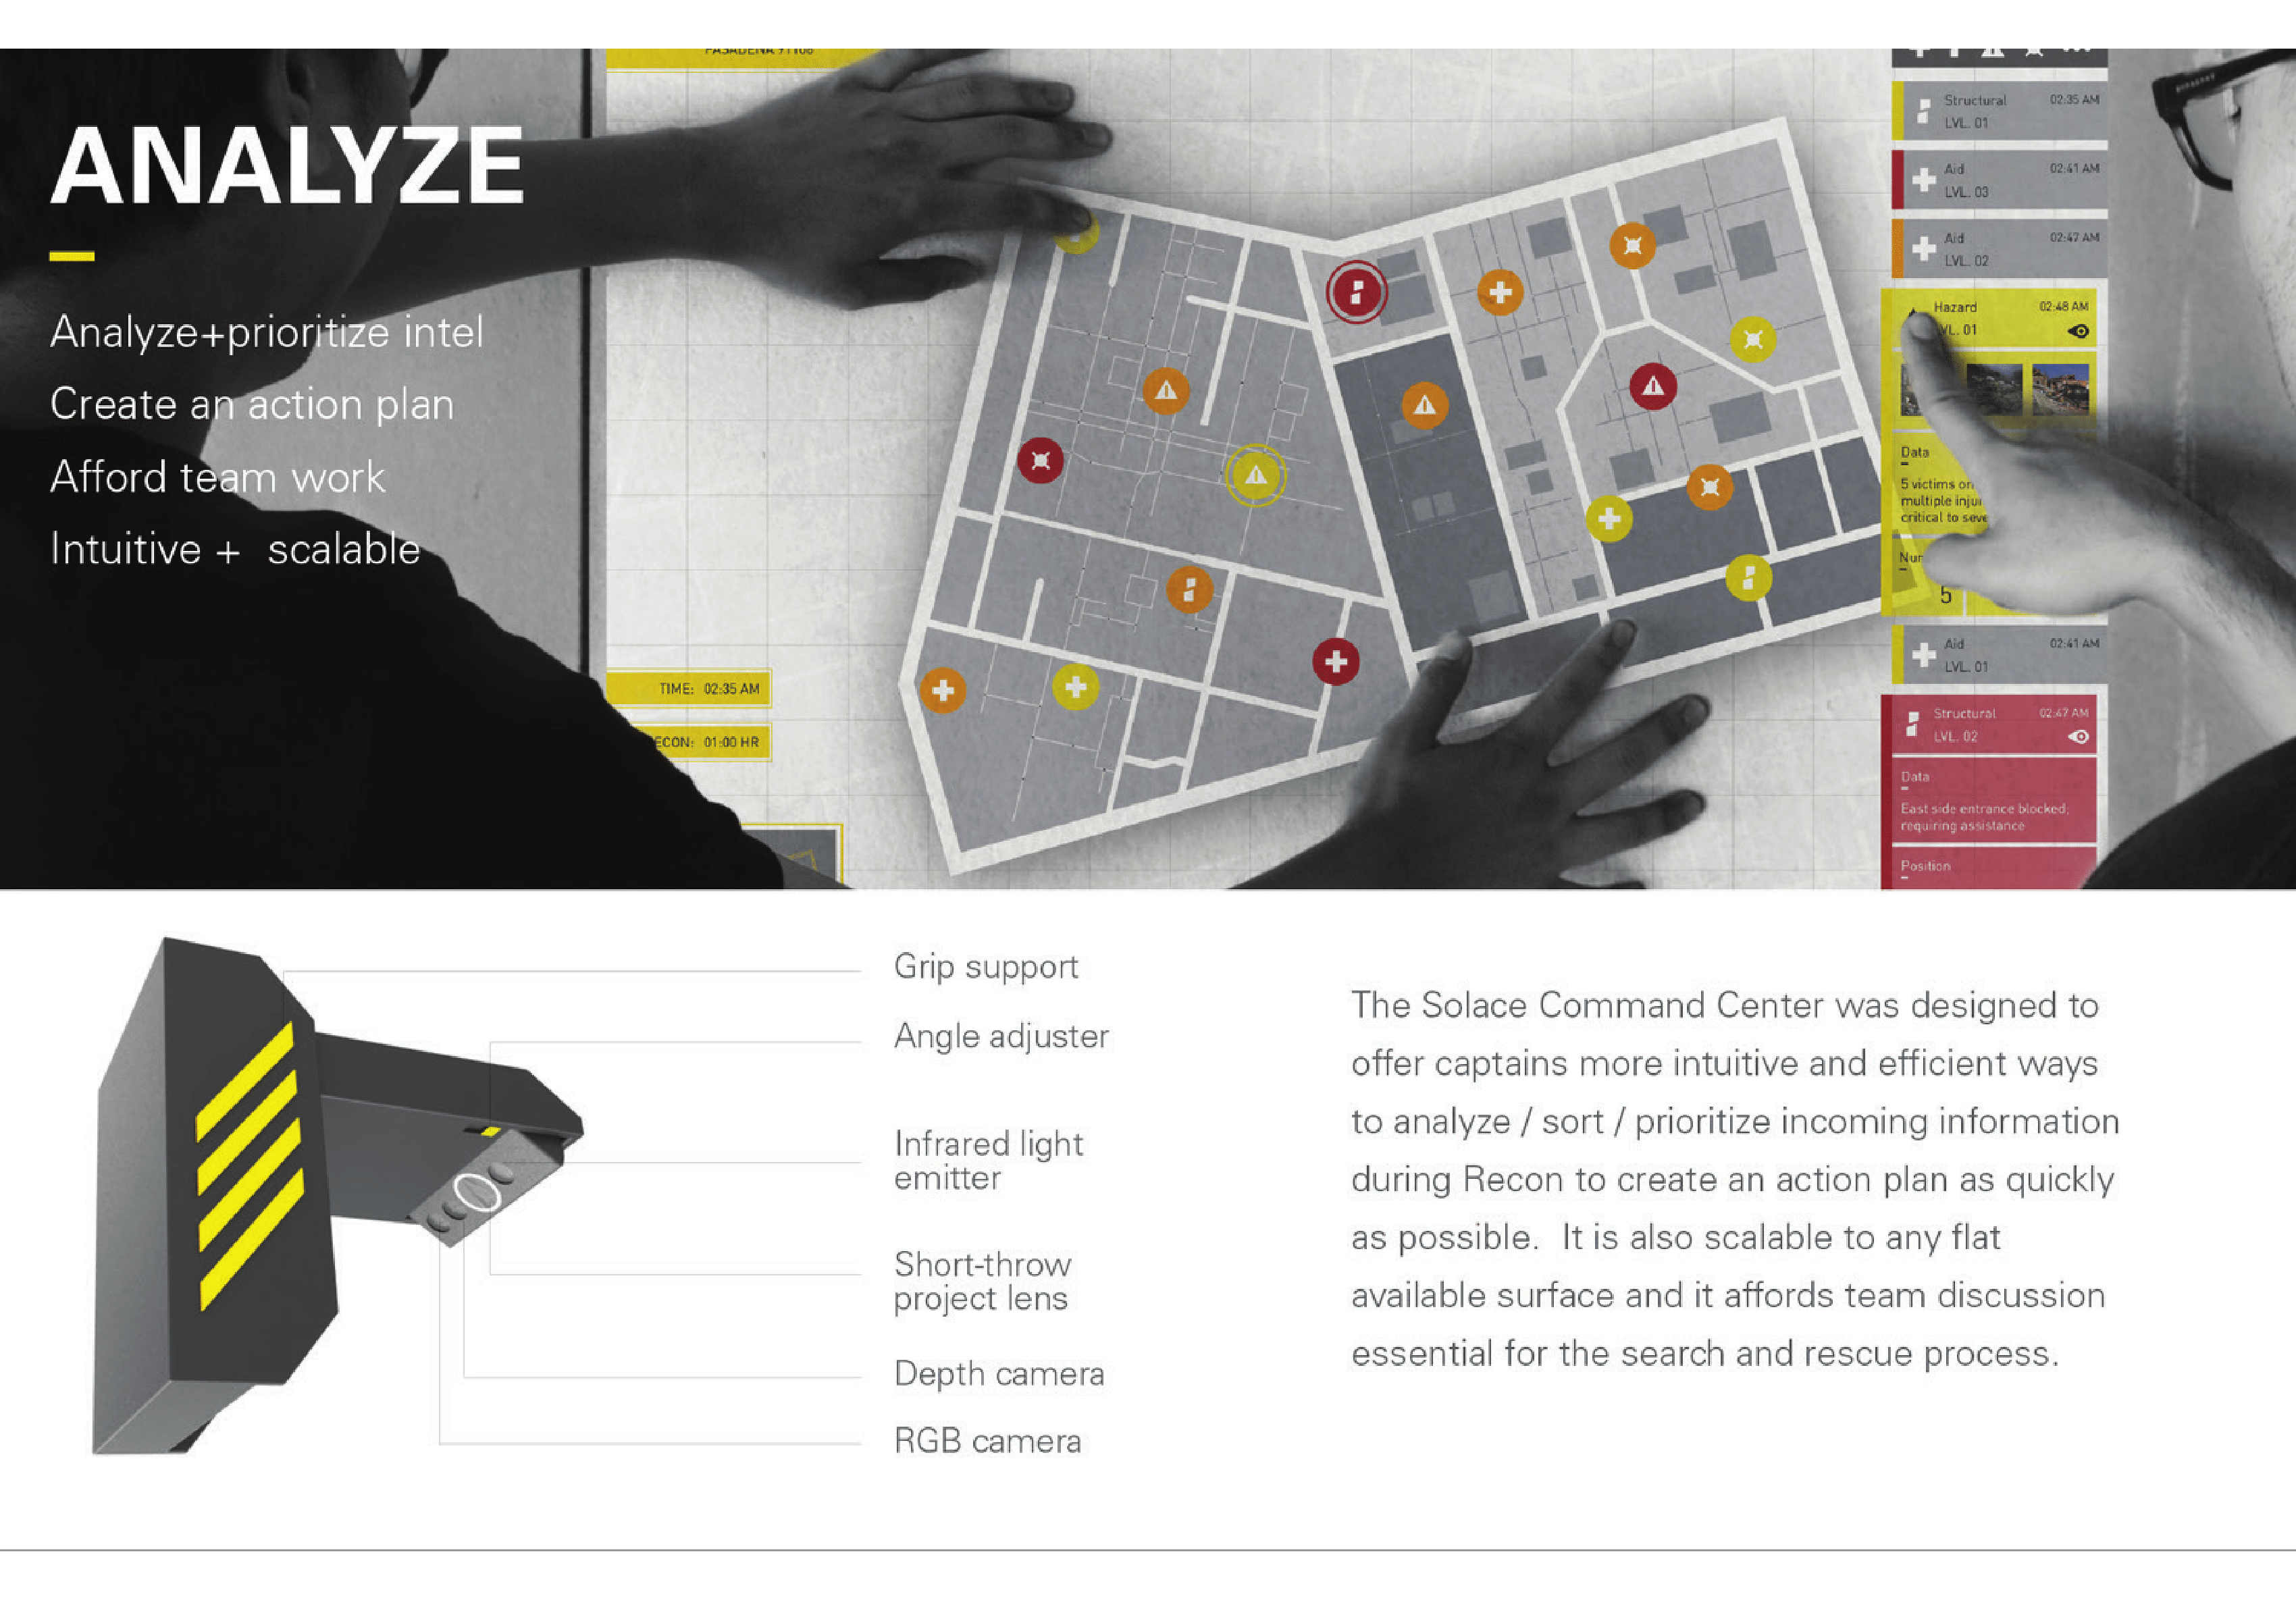 PASADENA 91106
ANALYZE
Analyze+prioritize intel
Create an action plan
Afford team work
Intuitive +  scalable
TIME: 02:35 AM
ECON: 01:00 HR
Structural 02:35 AM
LVL. 01
Aid 02:41 AM
LVL. 03
Aid 02:47 AM
LVL. 02
Hazard 02:48 AM
VL. 01
Data
5 victims on
multiple inju
critical to seve
5
Aid 02:41 AM
LVL. 01
Structural 02:47 AM
LVL. 02
Data
East side entrance blocked;
requiring assistance
Position
Grip support
Angle adjuster
Infrared light
emitter
Short-throw
project lens
Depth camera
RGB camera
The Solace Command Center was designed to
offer captains more intuitive and efficient ways
to analyze / sort / prioritize incoming information
during Recon to create an action plan as quickly
as possible.  It is also scalable to any flat
available surface and it affords team discussion
essential for the search and rescue process.